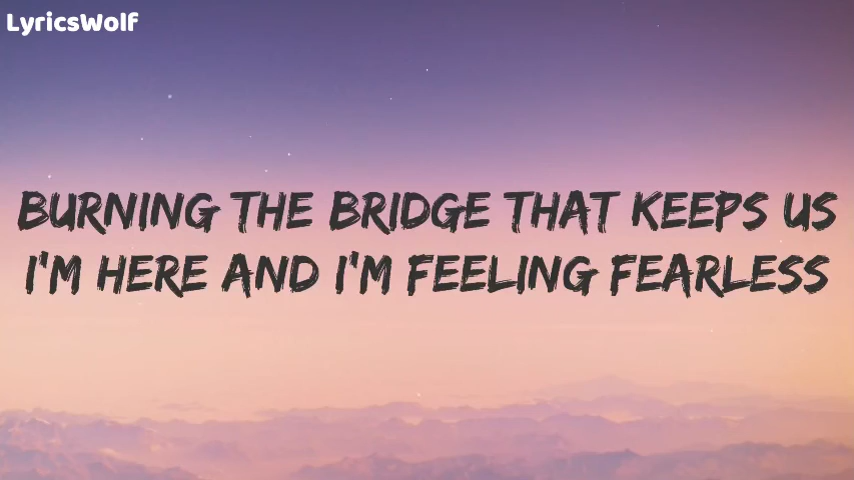 LyricsWolf
BURNING THE BRIDGE THAT KEEPS US
I'M HERE AND I'M FEELING FEARLESS